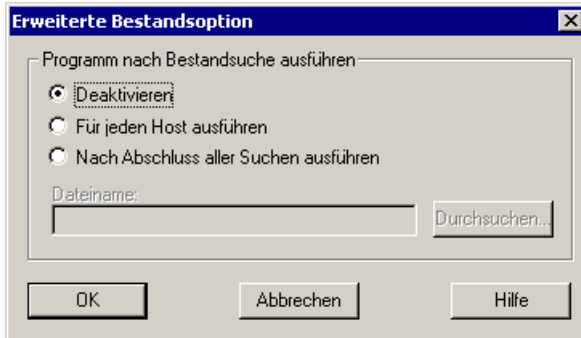 Erweiterte Bestandsoption
Programm nach Bestandsuche ausführen
Deaktivieren
Für jeden Host ausführen
Nach Abschluss aller Suchen ausführen
Dateiname:
Durchsuchen...
OK Abbrechen Hilfe